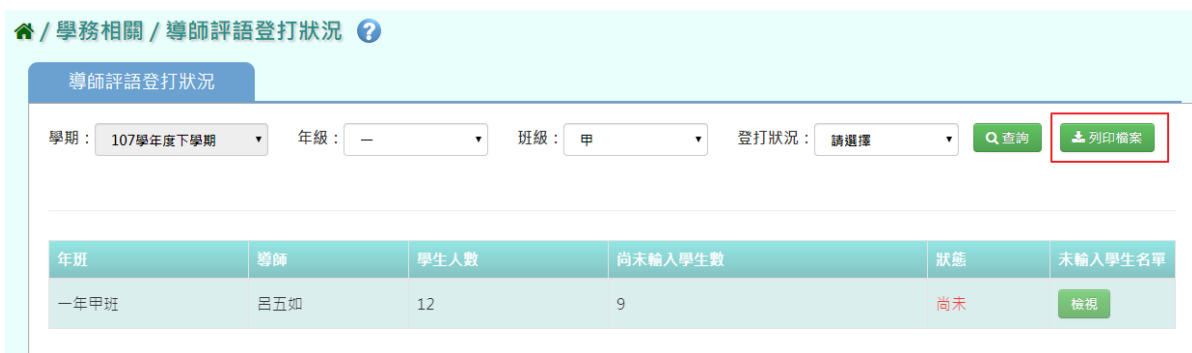 / 學務相關 / 導師評語登打狀況 ?
導師評語登打狀況
學期： 107學年度下學期 年級： 一 班級： 甲 登打狀況： 請選擇 查詢 列印檔案
年班 導師 學生人數 尚未輸入學生數 狀態 未輸入學生名單
一年甲班 呂五如 12 9 尚未 檢視